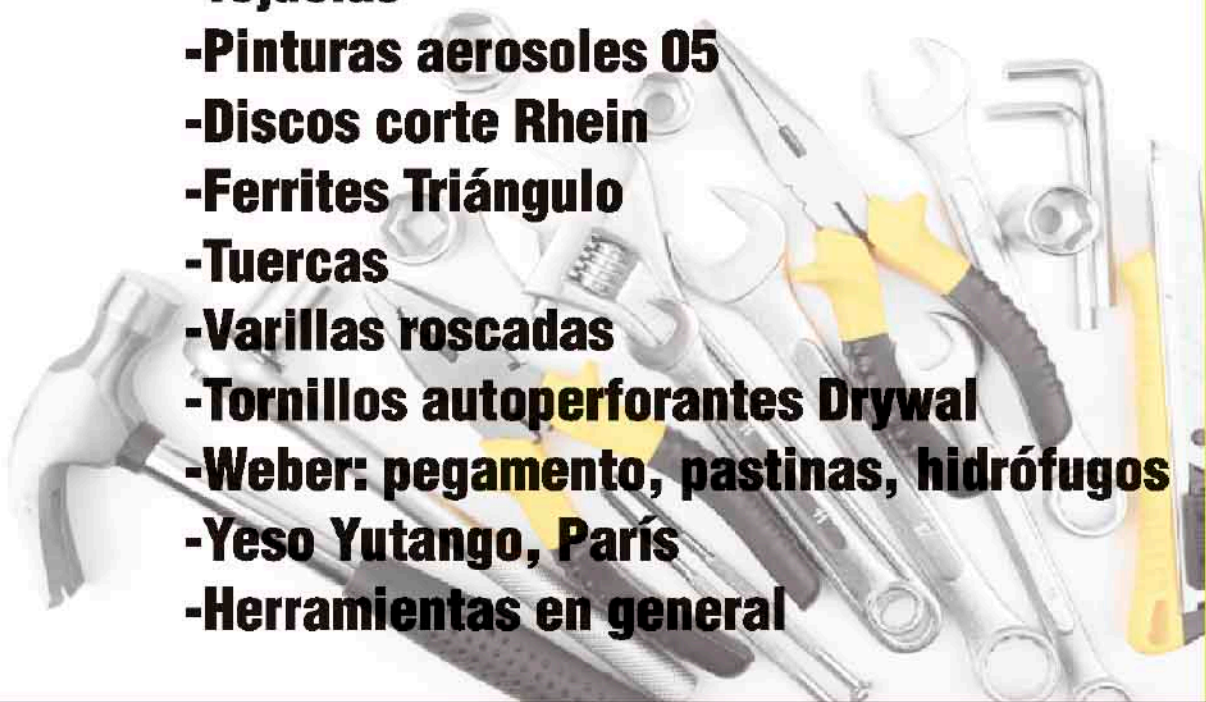 -Pinturas aerosoles 05
-Discos corte Rhein
-Ferrites Triángulo
-Tuercas
-Varillas roscadas
-Tornillos autoperforantes Drywal
-Weber: pegamento, pastinas, hidrófugos
-Yeso Yutango, París
-Herramientas en general